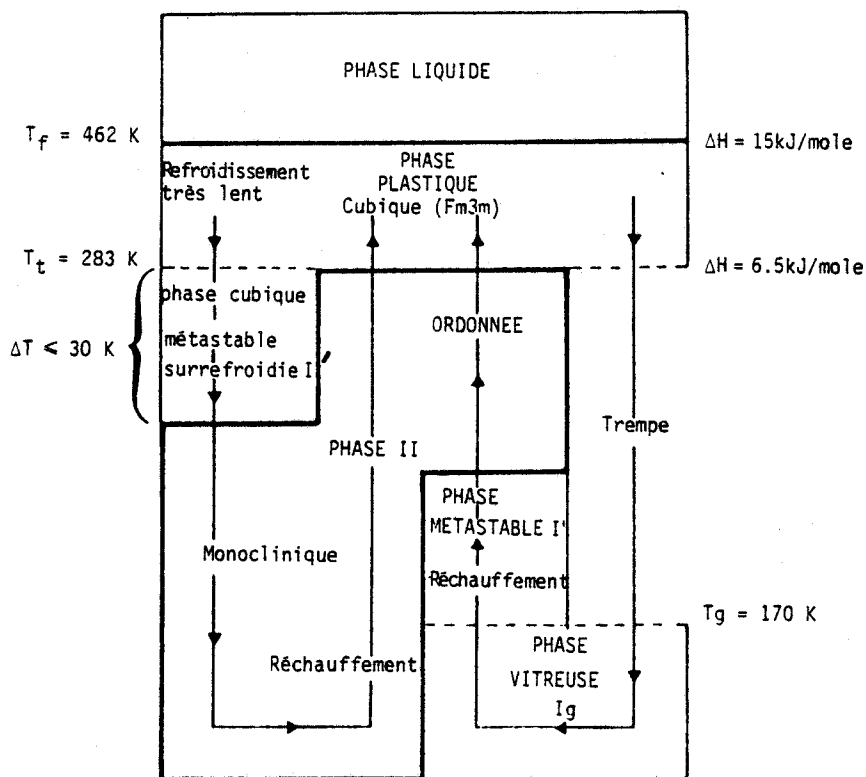 PHASE LIQUIDE
T_f = 462 K
ΔH = 15kJ/mole
Refroidissement
très lent
PHASE
PLASTIQUE
Cubique (Fm3m)
T_t = 283 K
ΔH = 6.5kJ/mole
phase cubique
métastable
surrefroidie I'
ΔT ⩽ 30 K
ORDONNEE
Trempe
PHASE II
PHASE
METASTABLE I'
Monoclinique
Réchauffement
Tg = 170 K
PHASE
VITREUSE
Ig
Réchauffement